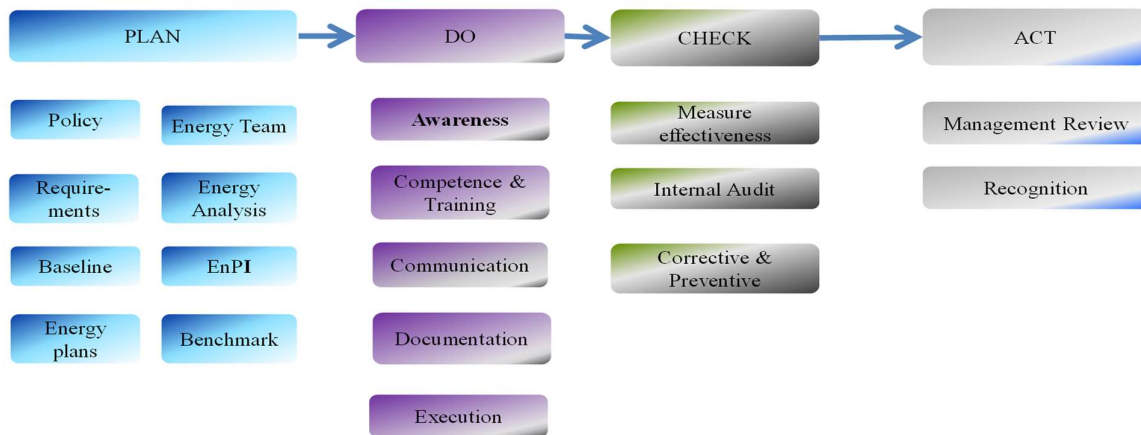 PLAN
DO
CHECK
ACT
Policy
Energy Team
Require-
ments
Energy
Analysis
Baseline
EnPI
Energy
plans
Benchmark
Awareness
Competence &
Training
Communication
Documentation
Execution
Measure
effectiveness
Internal Audit
Corrective &
Preventive
Management Review
Recognition